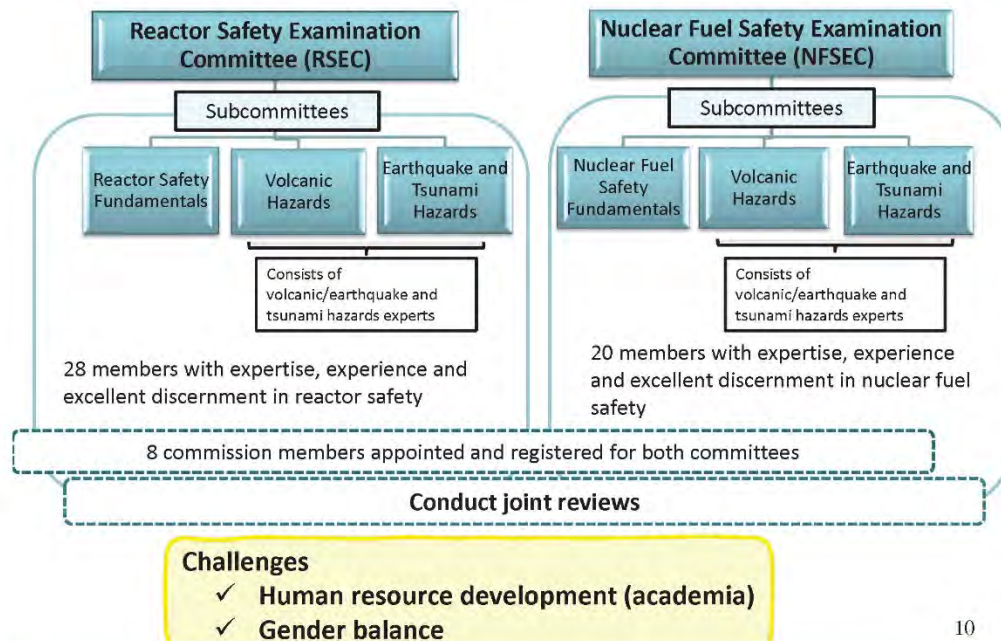 Reactor Safety Examination
Committee (RSEC)
Subcommittees
Reactor Safety
Fundamentals
Volcanic
Hazards
Earthquake and
Tsunami
Hazards
Consists of
volcanic/earthquake and
tsunami hazards experts
28 members with expertise, experience and
excellent discernment in reactor safety
Nuclear Fuel Safety Examination
Committee (NFSEC)
Subcommittees
Nuclear Fuel
Safety
Fundamentals
Volcanic
Hazards
Earthquake and
Tsunami
Hazards
Consists of
volcanic/earthquake and
tsunami hazards experts
20 members with expertise, experience
and excellent discernment in nuclear fuel
safety
8 commission members appointed and registered for both committees
Conduct joint reviews
Challenges
✓ Human resource development (academia)
✓ Gender balance
10